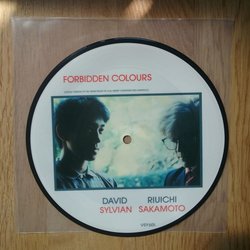 FORBIDDEN COLOURS
DAVID RIUICHI
SYLVIAN SAKAMOTO